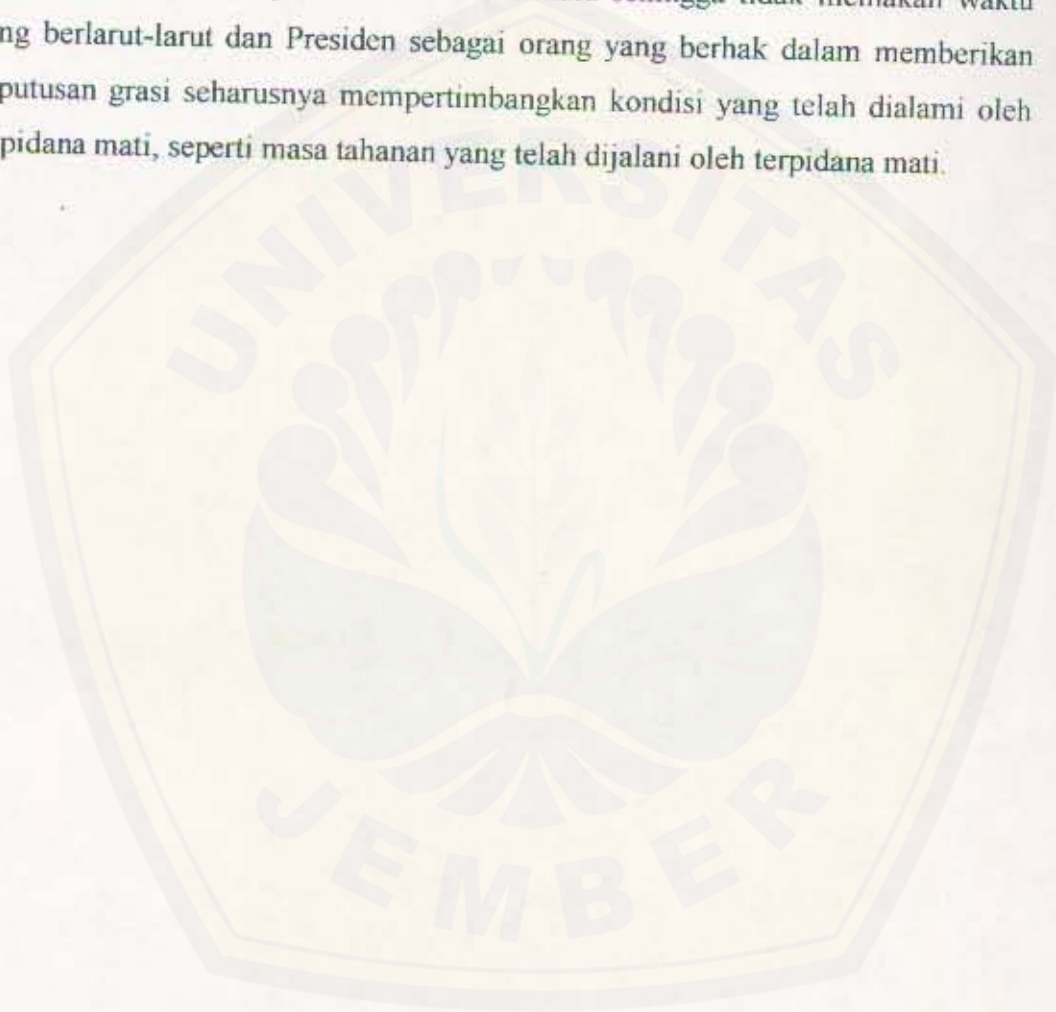 tidak memakan waktu
ng berlarut-larut dan Presiden sebagai orang yang berhak dalam memberikan
putusan grasi seharusnya mempertimbangkan kondisi yang telah dialami oleh
pidana mati, seperti masa tahanan yang telah dijalani oleh terpidana mati.
UNIVERSITAS
JEMBER